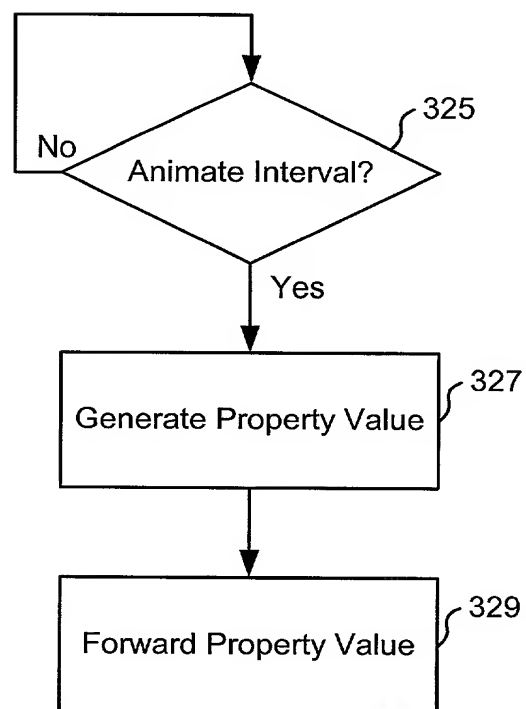 325
No
Animate Interval?
Yes
327
Generate Property Value
329
Forward Property Value